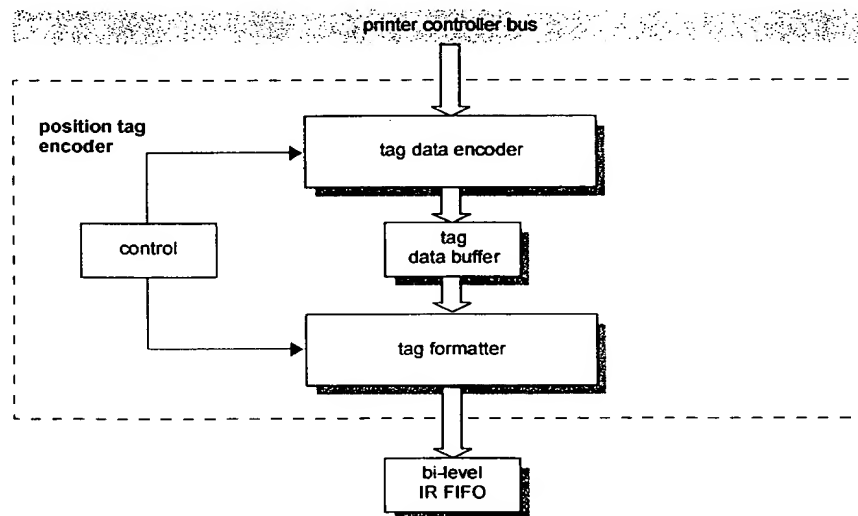 printer controller bus
position tag
encoder
tag data encoder
control
tag
data buffer
tag formatter
bi-level
IR FIFO